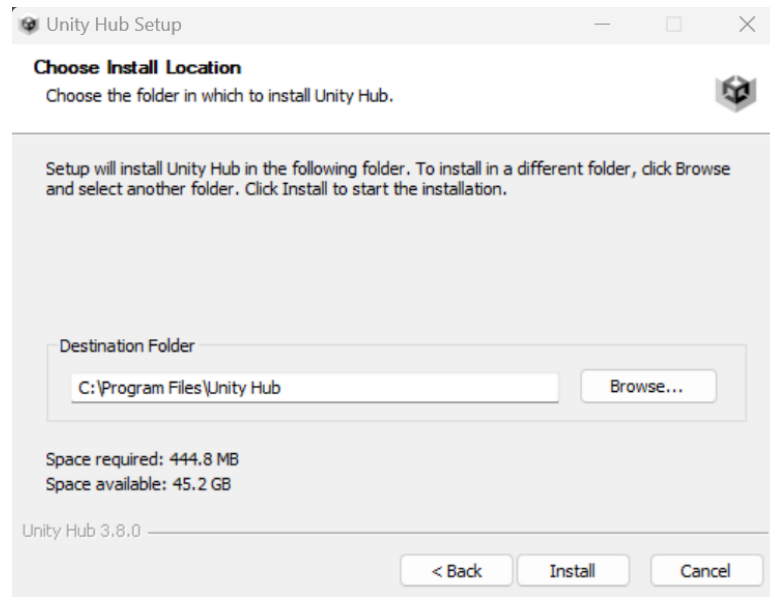 Unity Hub Setup
Choose Install Location
Choose the folder in which to install Unity Hub.
Setup will install Unity Hub in the following folder. To install in a different folder, click Browse
and select another folder. Click Install to start the installation.
Destination Folder
C:\Program Files\Unity Hub
Browse...
Space required: 444.8 MB
Space available: 45.2 GB
Unity Hub 3.8.0
< Back
Install
Cancel